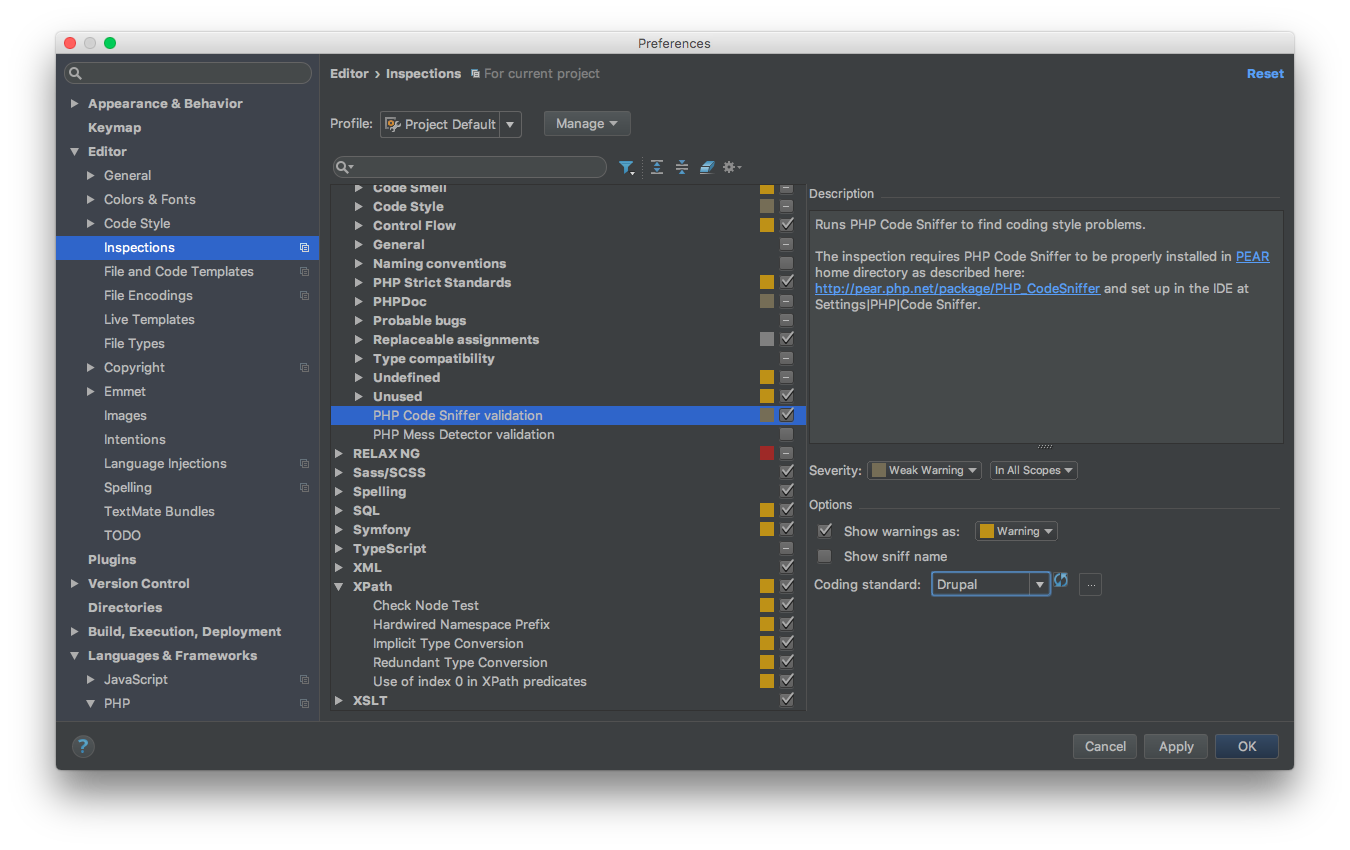 Preferences
Appearance & Behavior
Keymap
Editor
General
Colors & Fonts
Code Style
Inspections
File and Code Templates
File Encodings
Live Templates
File Types
Copyright
Emmet
Images
Intentions
Language Injections
Spelling
TextMate Bundles
TODO
Plugins
Version Control
Directories
Build, Execution, Deployment
Languages & Frameworks
JavaScript
PHP
Editor › Inspections For current project
Reset
Profile: Project Default Manage
Code Smell
Code Style
Control Flow
General
Naming conventions
PHP Strict Standards
PHPDoc
Probable bugs
Replaceable assignments
Type compatibility
Undefined
Unused
PHP Code Sniffer validation
PHP Mess Detector validation
RELAX NG
Sass/SCSS
Spelling
SQL
Symfony
TypeScript
XML
XPath
Check Node Test
Hardwired Namespace Prefix
Implicit Type Conversion
Redundant Type Conversion
Use of index 0 in XPath predicates
XSLT
Description
Runs PHP Code Sniffer to find coding style problems.
The inspection requires PHP Code Sniffer to be properly installed in PEAR
home directory as described here:
http://pear.php.net/package/PHP_CodeSniffer and set up in the IDE at
Settings|PHP|Code Sniffer.
Severity: Weak Warning In All Scopes
Options
Show warnings as: Warning
Show sniff name
Coding standard: Drupal ...
?
Cancel Apply OK